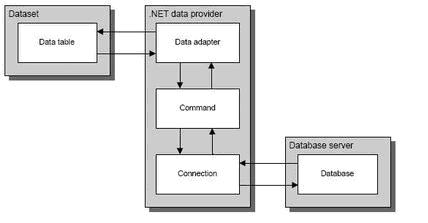 Dataset
Data table
.NET data provider
Data adapter
Command
Connection
Database server
Database